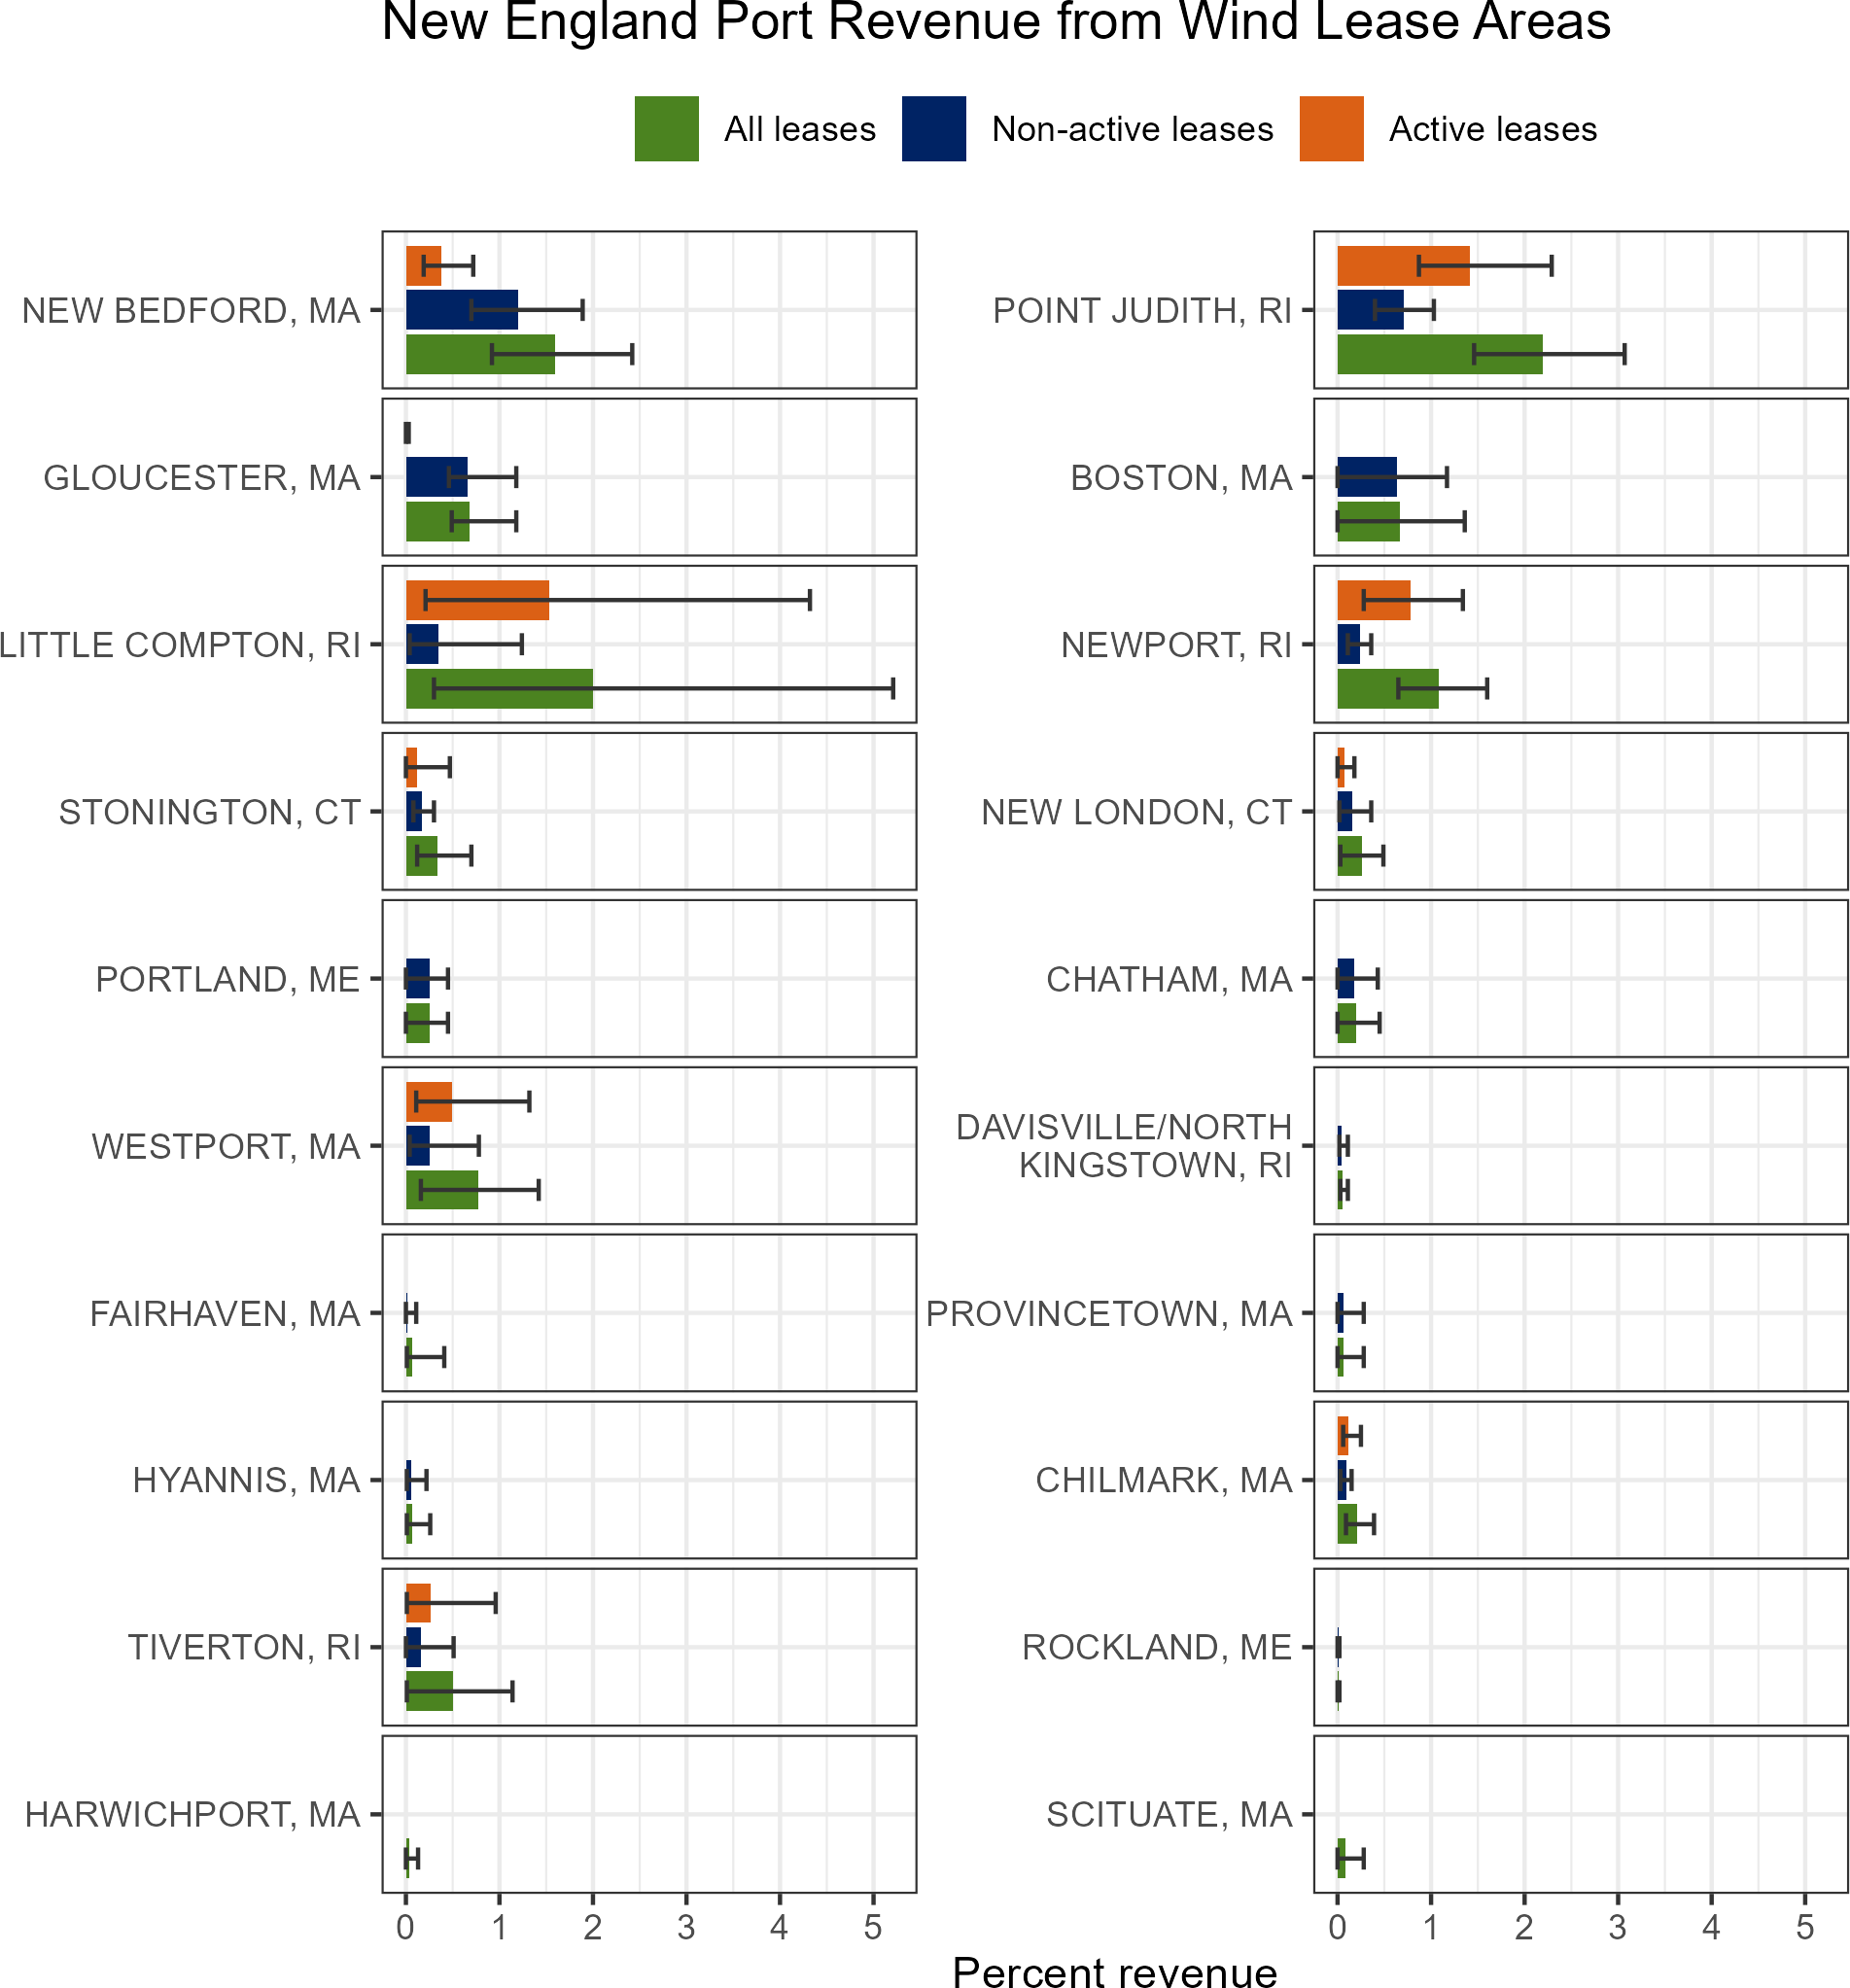 New England Port Revenue from Wind Lease Areas
All leases Non-active leases Active leases
NEW BEDFORD, MA POINT JUDITH, RI
GLOUCESTER, MA BOSTON, MA
LITTLE COMPTON, RI NEWPORT, RI
STONINGTON, CT NEW LONDON, CT
PORTLAND, ME CHATHAM, MA
WESTPORT, MA DAVISVILLE/NORTH
KINGSTOWN, RI
FAIRHAVEN, MA PROVINCETOWN, MA
HYANNIS, MA CHILMARK, MA
TIVERTON, RI ROCKLAND, ME
HARWICHPORT, MA SCITUATE, MA
0 1 2 3 4 5 0 1 2 3 4 5
Percent revenue